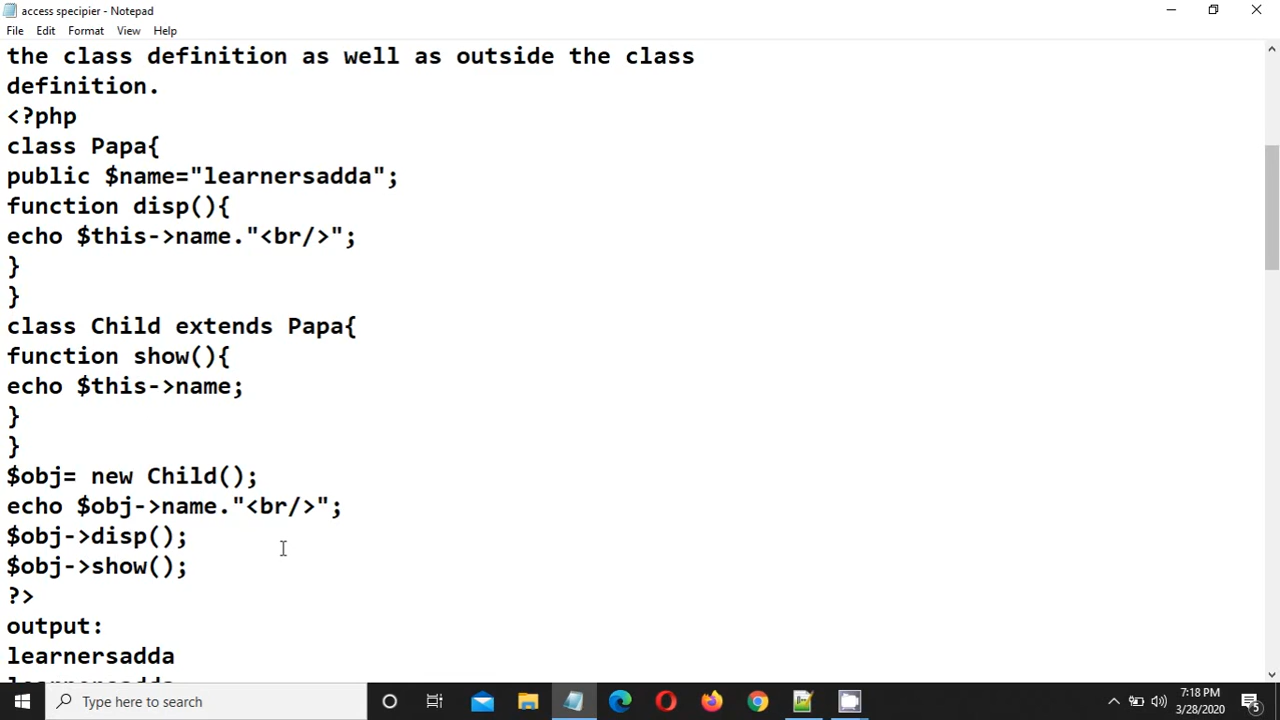 access specipier - Notepad
File Edit Format View Help
the class definition as well as outside the class
definition.
<?php
class Papa{
public $name="learnersadda";
function disp(){
echo $this->name."<br/>";
}
}
class Child extends Papa{
function show(){
echo $this->name;
}
}
$obj= new Child();
echo $obj->name."<br/>";
$obj->disp();
$obj->show();
?>
output:
learnersadda
Type here to search
7:18 PM
3/28/2020
5